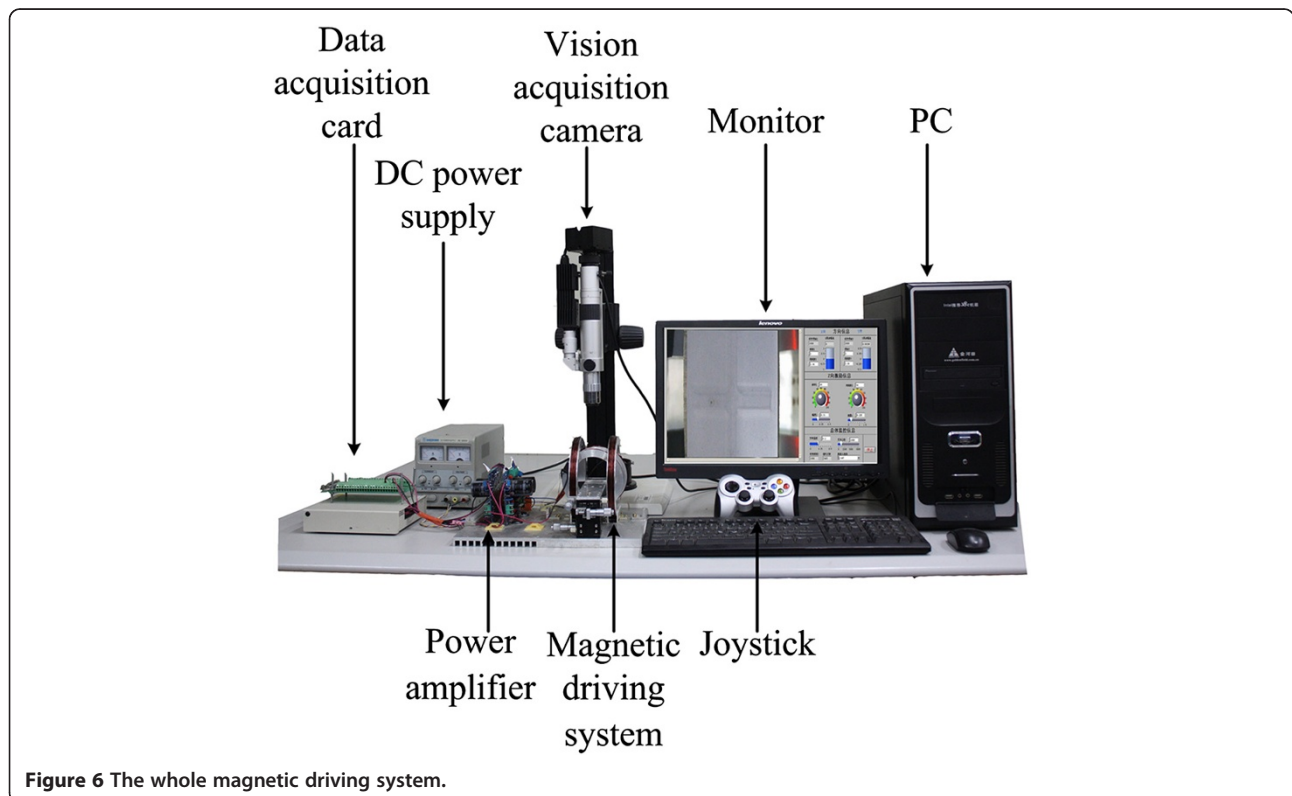 Data
acquisition
card
Vision
acquisition
camera
DC power
supply
Monitor
PC
lenovo
Power
amplifier
Magnetic
driving
system
Joystick
Figure 6 The whole magnetic driving system.